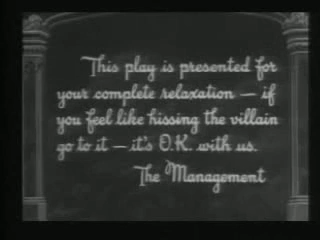 This play is presented for
your complete relaxation — if
you feel like hissing the villain
go to it — it's O.K. with us.
The Management